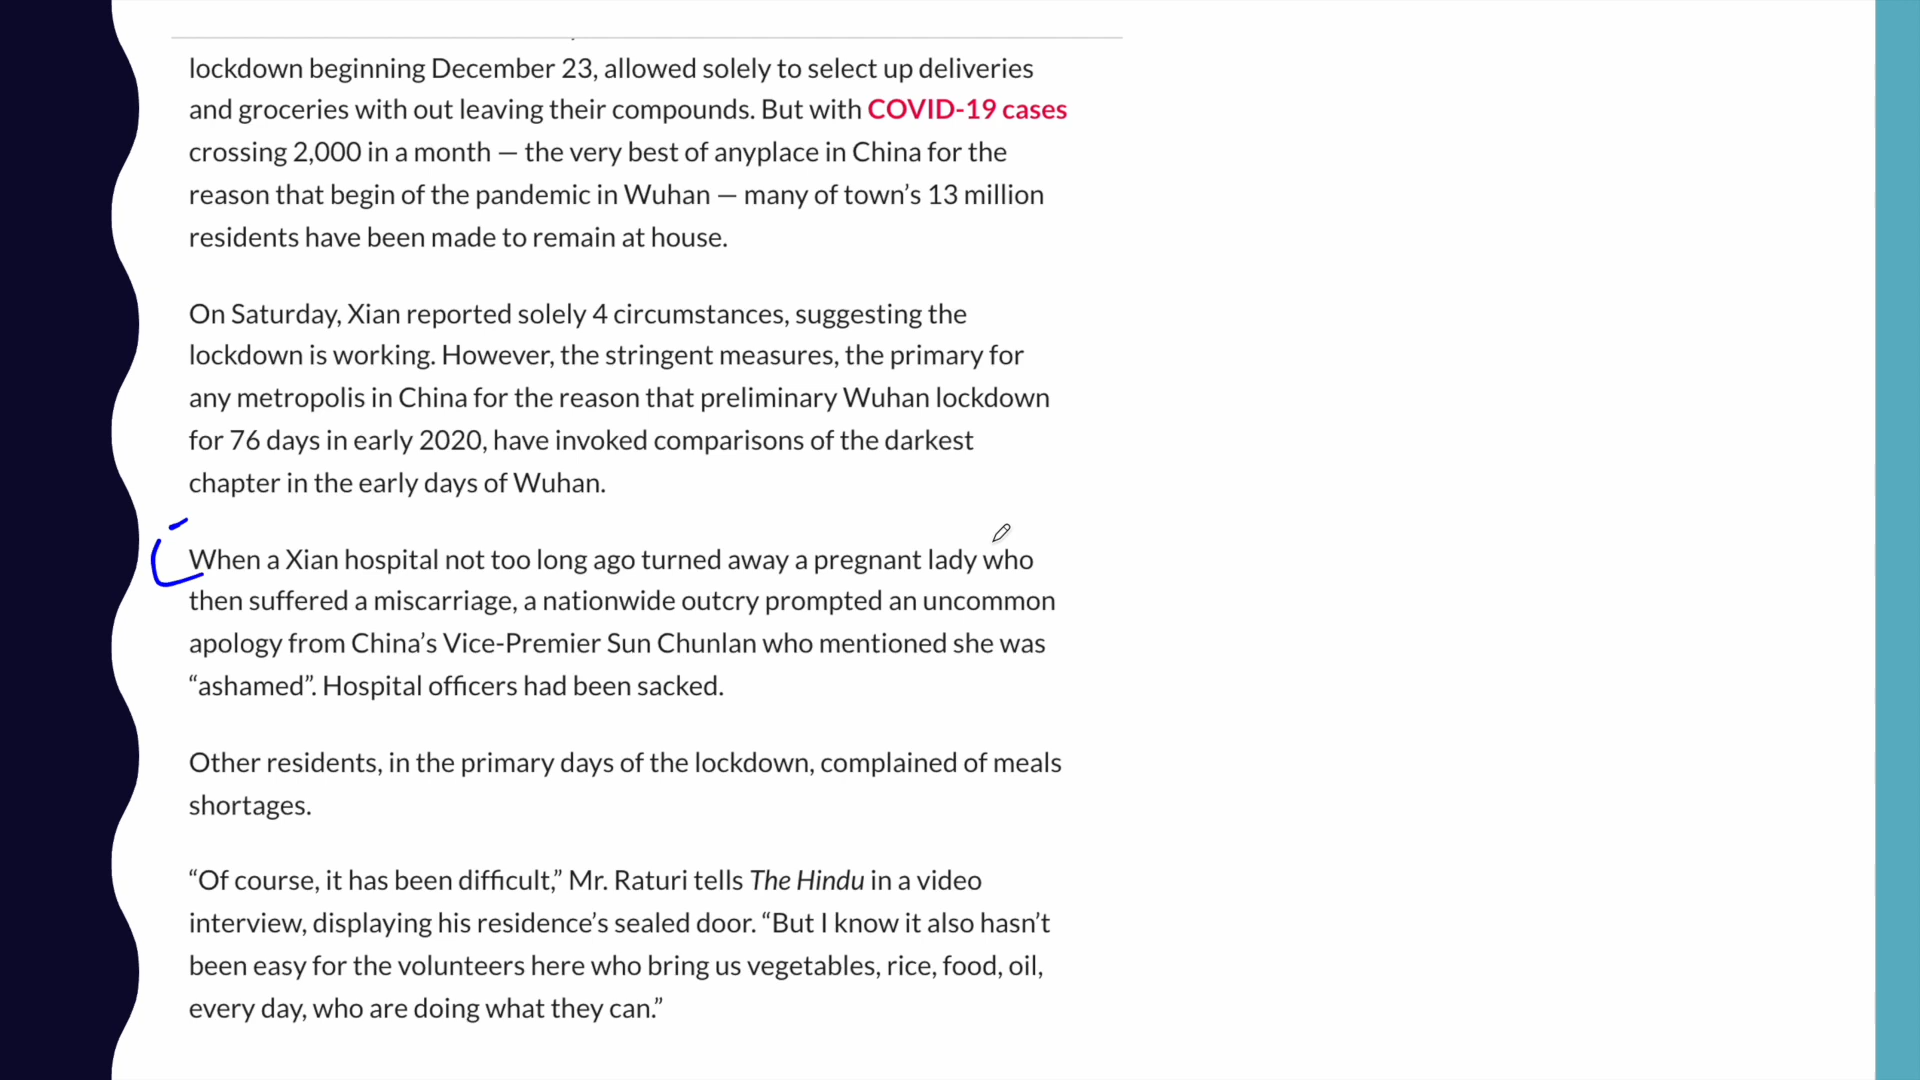 lockdown beginning December 23, allowed solely to select up deliveries
and groceries with out leaving their compounds. But with COVID-19 cases
crossing 2,000 in a month — the very best of anyplace in China for the
reason that begin of the pandemic in Wuhan — many of town’s 13 million
residents have been made to remain at house.
On Saturday, Xian reported solely 4 circumstances, suggesting the
lockdown is working. However, the stringent measures, the primary for
any metropolis in China for the reason that preliminary Wuhan lockdown
for 76 days in early 2020, have invoked comparisons of the darkest
chapter in the early days of Wuhan.
When a Xian hospital not too long ago turned away a pregnant lady who
then suffered a miscarriage, a nationwide outcry prompted an uncommon
apology from China’s Vice-Premier Sun Chunlan who mentioned she was
“ashamed”. Hospital officers had been sacked.
Other residents, in the primary days of the lockdown, complained of meals
shortages.
“Of course, it has been difficult,” Mr. Raturi tells The Hindu in a video
interview, displaying his residence’s sealed door. “But I know it also hasn’t
been easy for the volunteers here who bring us vegetables, rice, food, oil,
every day, who are doing what they can.”